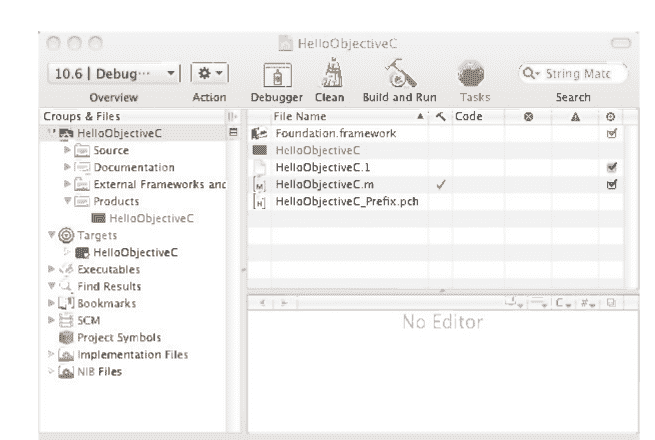 HelloObjectiveC
10.6 | Debug...
String Matc
Overview Action Debugger Clean Build and Run Tasks Search
Groups & Files
File Name Code
HelloObjectiveC
Source
Documentation
External Frameworks and
Products
HelloObjectiveC
Targets
HelloObjectiveC
Executables
Find Results
Bookmarks
SCM
Project Symbols
Implementation Files
NIB Files
Foundation.framework
HelloObjectiveC
HelloObjectiveC.1
HelloObjectiveC.m
HelloObjectiveC_Prefix.pch
C #
No Editor